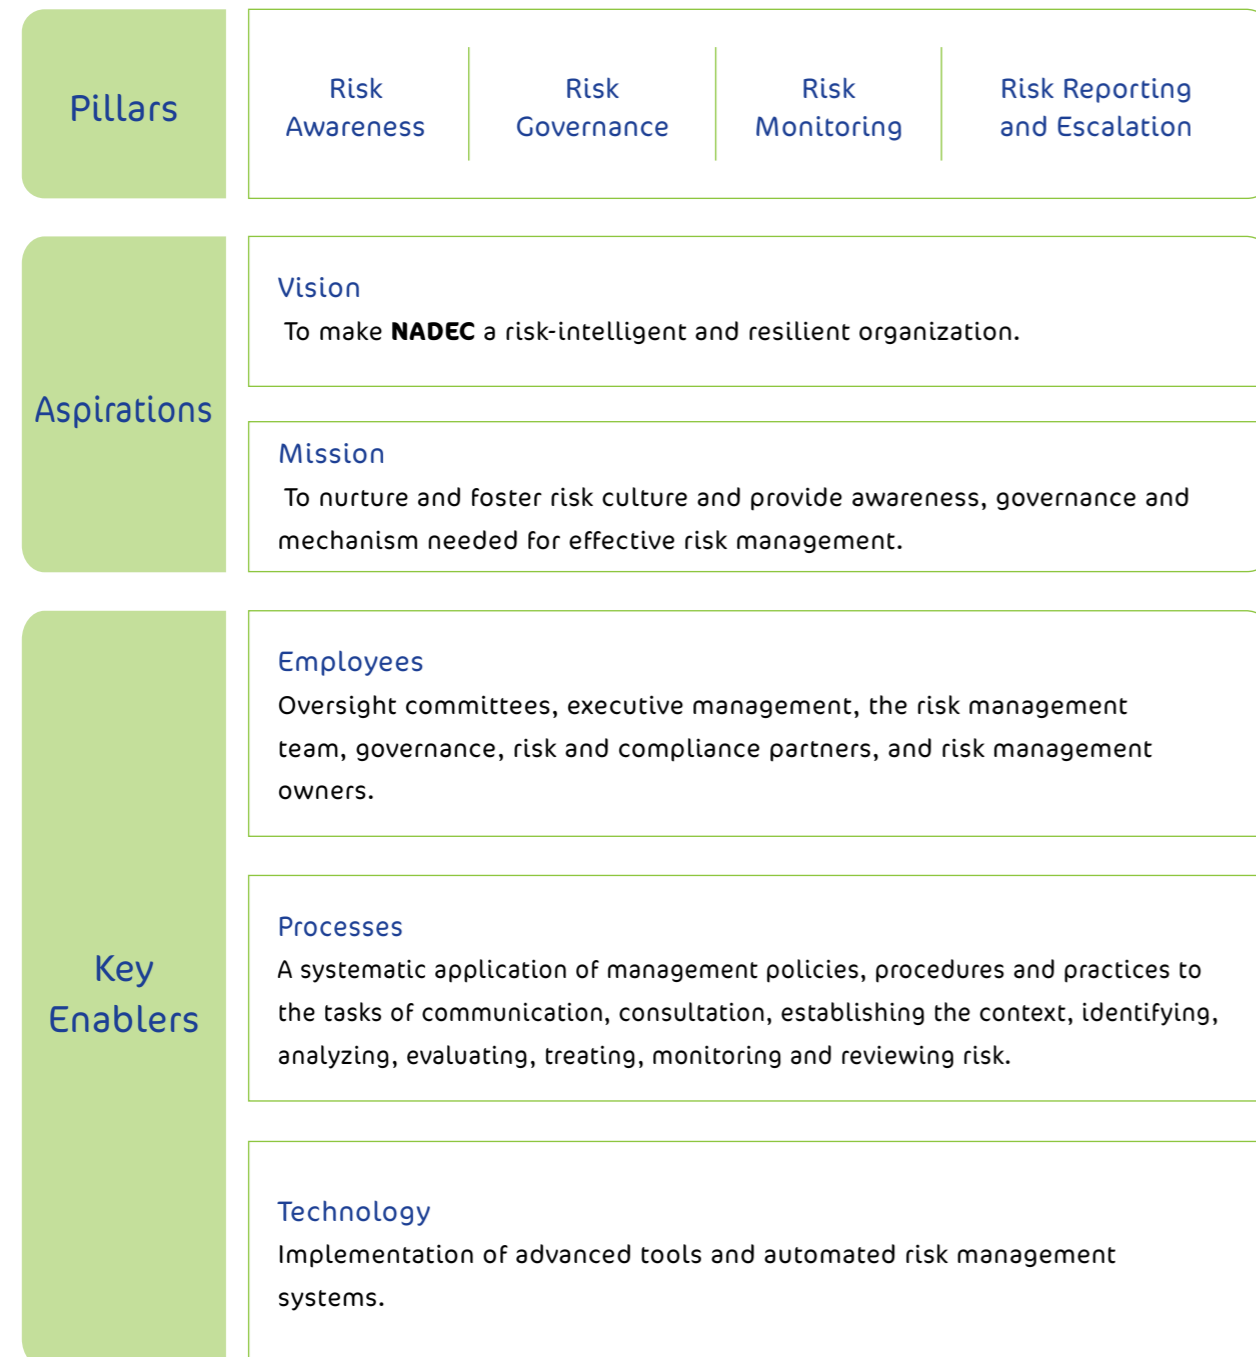 Pillars
Risk
Awareness
Risk
Governance
Risk
Monitoring
Risk Reporting
and Escalation
Aspirations
Vision
To make NADEC a risk-intelligent and resilient organization.
Mission
To nurture and foster risk culture and provide awareness, governance and
mechanism needed for effective risk management.
Key
Enablers
Employees
Oversight committees, executive management, the risk management
team, governance, risk and compliance partners, and risk management
owners.
Processes
A systematic application of management policies, procedures and practices to
the tasks of communication, consultation, establishing the context, identifying,
analyzing, evaluating, treating, monitoring and reviewing risk.
Technology
Implementation of advanced tools and automated risk management
systems.